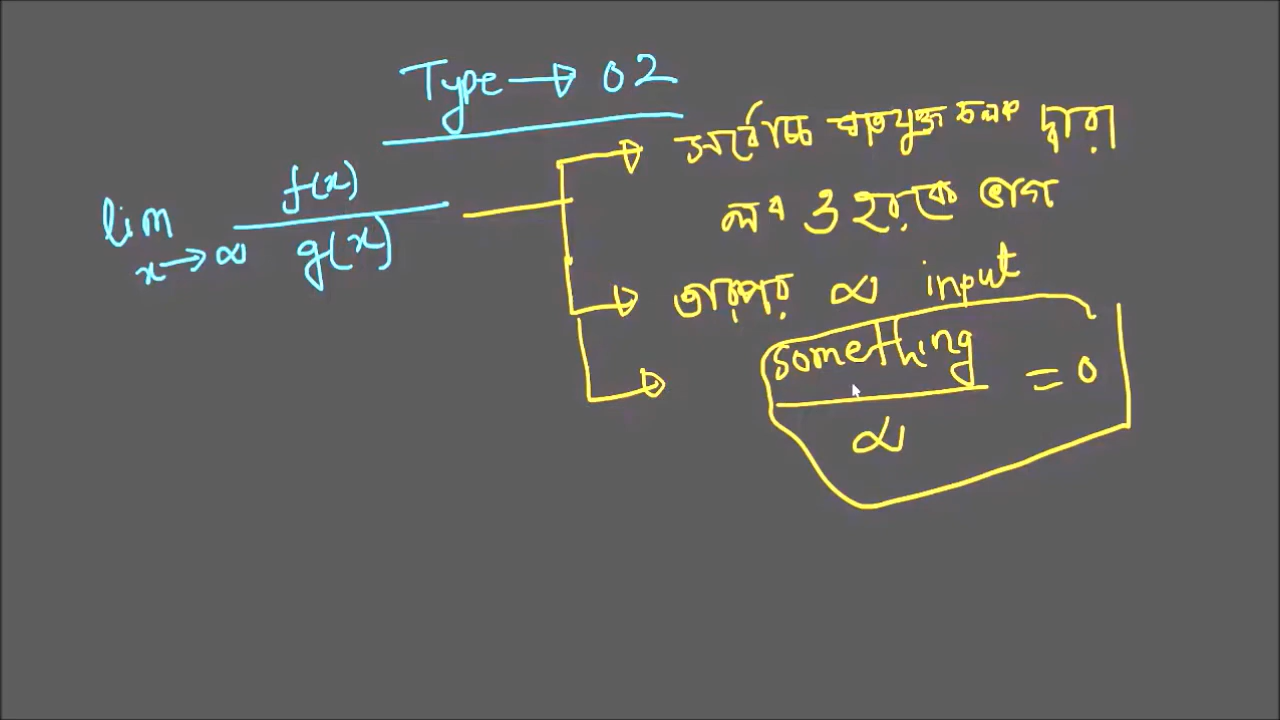 Type → 02
lim x→∞ f(x)/g(x)
সর্বোচ্চ ঘাতযুক্ত চলক দ্বারা
লব ও হরকে ভাগ
তারপর ∞ input
something/∞ = 0